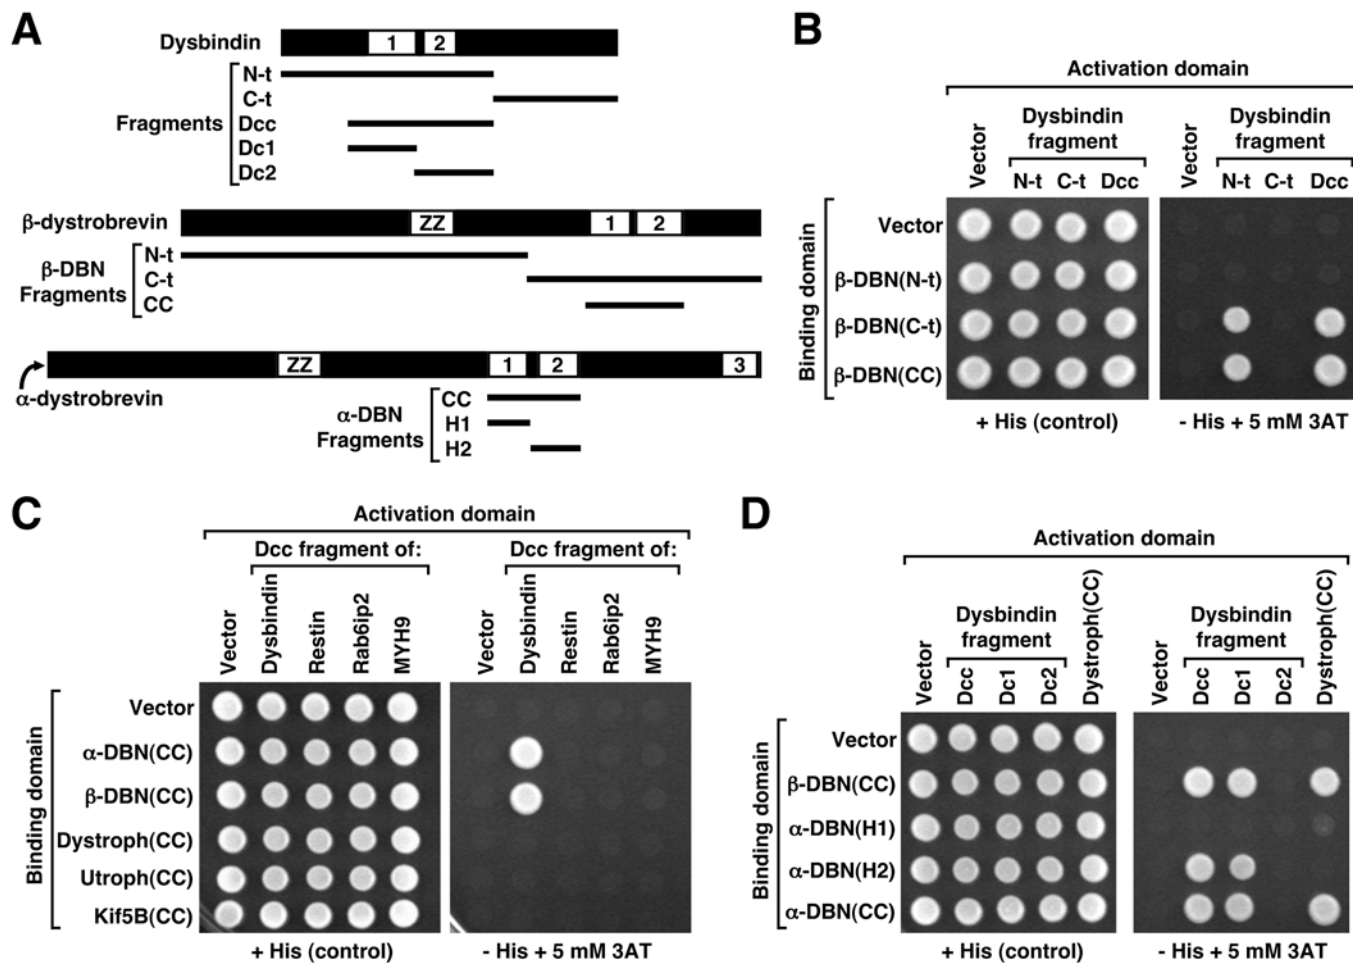 A
Dysbindin
1 2
Fragments
N-t
C-t
Dcc
Dc1
Dc2
β-dystrobrevin
ZZ 1 2
β-DBN
Fragments
N-t
C-t
CC
ZZ 1 2 3
α-dystrobrevin
α-DBN
Fragments
CC
H1
H2
B
Activation domain
Vector
Dysbindin
fragment
N-t C-t Dcc
Vector
Dysbindin
fragment
N-t C-t Dcc
Binding domain
Vector
β-DBN(N-t)
β-DBN(C-t)
β-DBN(CC)
+ His (control)
- His + 5 mM 3AT
C
Activation domain
Dcc fragment of:
Dcc fragment of:
Vector
Dysbindin
Restin
Rab6ip2
MYH9
Vector
Dysbindin
Restin
Rab6ip2
MYH9
Binding domain
Vector
α-DBN(CC)
β-DBN(CC)
Dystroph(CC)
Utroph(CC)
Kif5B(CC)
+ His (control)
- His + 5 mM 3AT
D
Activation domain
Vector
Dysbindin
fragment
Dcc
Dc1
Dc2
Dystroph(CC)
Vector
Dysbindin
fragment
Dcc
Dc1
Dc2
Dystroph(CC)
Binding domain
Vector
β-DBN(CC)
α-DBN(H1)
α-DBN(H2)
α-DBN(CC)
+ His (control)
- His + 5 mM 3AT